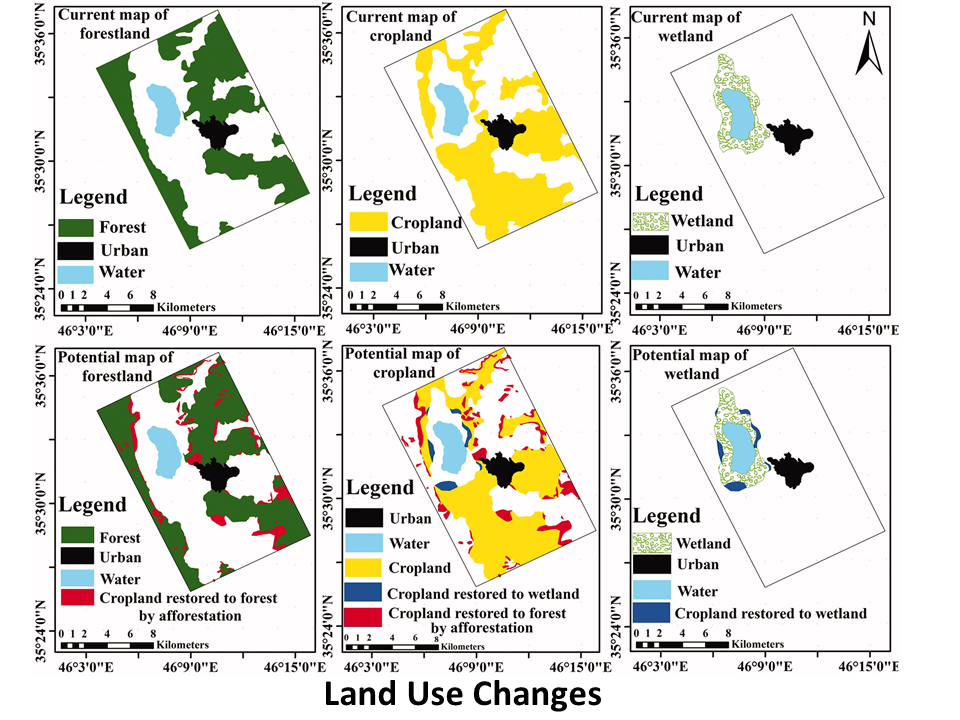 Current map of
forestland
35°36'0"N
35°30'0"N
35°24'0"N
Legend
Forest
Urban
Water
0 1 2 4 6 8
Kilometers
46°3'0"E 46°9'0"E 46°15'0"E
Current map of
cropland
35°36'0"N
35°30'0"N
35°24'0"N
Legend
Cropland
Urban
Water
0 1 2 4 6 8
Kilometers
46°3'0"E 46°9'0"E 46°15'0"E
Current map of
wetland
N
35°36'0"N
35°30'0"N
35°24'0"N
Legend
Wetland
Urban
Water
0 1 2 4 6 8
Kilometers
46°3'0"E 46°9'0"E 46°15'0"E
Potential map of
forestland
35°36'0"N
35°30'0"N
35°24'0"N
Legend
Forest
Urban
Water
Cropland restored to forest
by afforestation
0 1 2 4 6 8
Kilometers
46°3'0"E 46°9'0"E 46°15'0"E
Potential map of
cropland
35°36'0"N
35°30'0"N
35°24'0"N
Legend
Urban
Water
Cropland
Cropland restored to wetland
Cropland restored to forest
by afforestation
0 1 2 4 6 8
Kilometers
46°3'0"E 46°9'0"E 46°15'0"E
Potential map of
wetland
35°36'0"N
35°30'0"N
35°24'0"N
Legend
Wetland
Urban
Water
Cropland restored to wetland
0 1 2 4 6 8
Kilometers
46°3'0"E 46°9'0"E 46°15'0"E
Land Use Changes